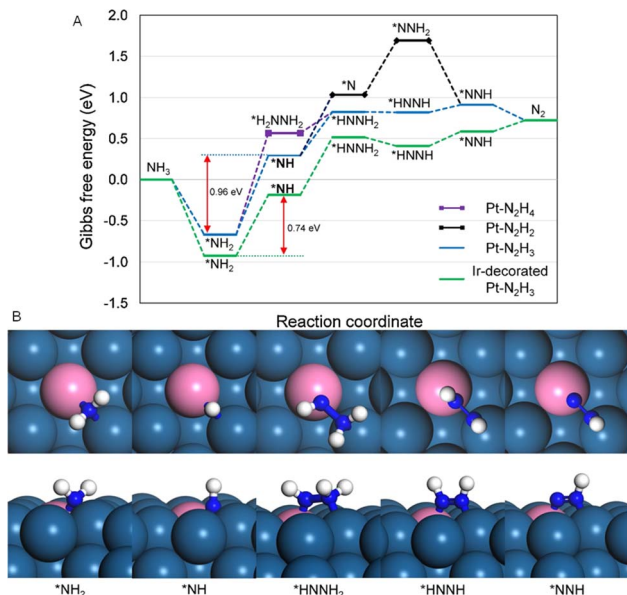 A
Gibbs free energy (eV)
2.0
1.5
1.0
0.5
0.0
-0.5
-1.0
-1.5
NH₃
*NH₂
*NH₂
0.96 eV
*H₂NNH₂
*NH
*NH
0.74 eV
*N
*HNNH₂
*HNNH₂
*NNH₂
*HNNH
*HNNH
*NNH
*NNH
N₂
Pt-N₂H₄
Pt-N₂H₂
Pt-N₂H₃
Ir-decorated
Pt-N₂H₃
Reaction coordinate
B
*NH₂ *NH *HNNH₂ *HNNH *NNH